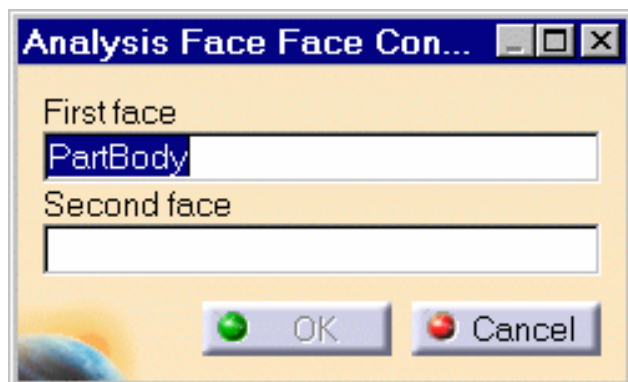 Analysis Face Face Con...
First face
PartBody
Second face
OK
Cancel